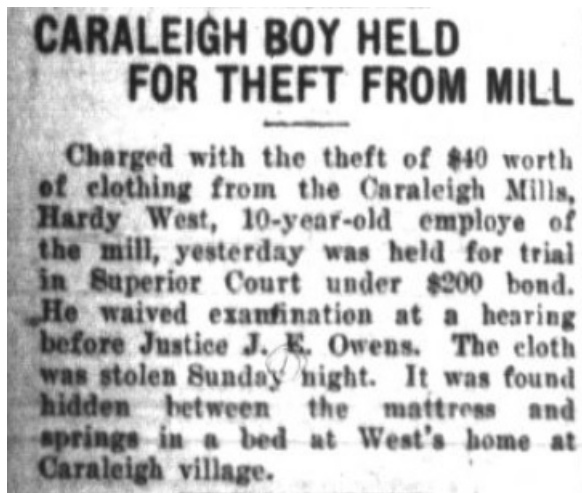 CARALEIGH BOY HELD
FOR THEFT FROM MILL
Charged with the theft of $40 worth
of clothing from the Caraleigh Mills,
Hardy West, 10-year-old employe of
the mill, yesterday was held for trial
in Superior Court under $200 bond.
He waived examination at a hearing
before Justice J. E. Owens. The cloth
was stolen Sunday night. It was found
hidden between the mattress and
springs in a bed at West's home at
Caraleigh village.